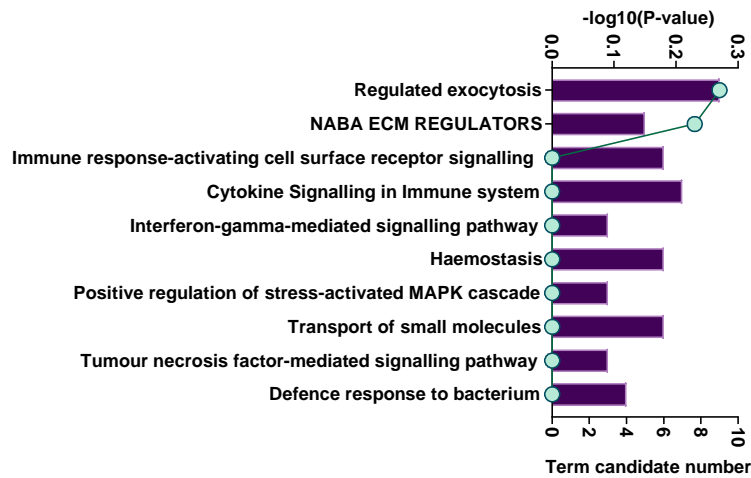 -log10(P-value)
0.0 0.1 0.2 0.3
Regulated exocytosis
NABA ECM REGULATORS
Immune response-activating cell surface receptor signalling
Cytokine Signalling in Immune system
Interferon-gamma-mediated signalling pathway
Haemostasis
Positive regulation of stress-activated MAPK cascade
Transport of small molecules
Tumour necrosis factor-mediated signalling pathway
Defence response to bacterium
0 2 4 6 8 10
Term candidate number